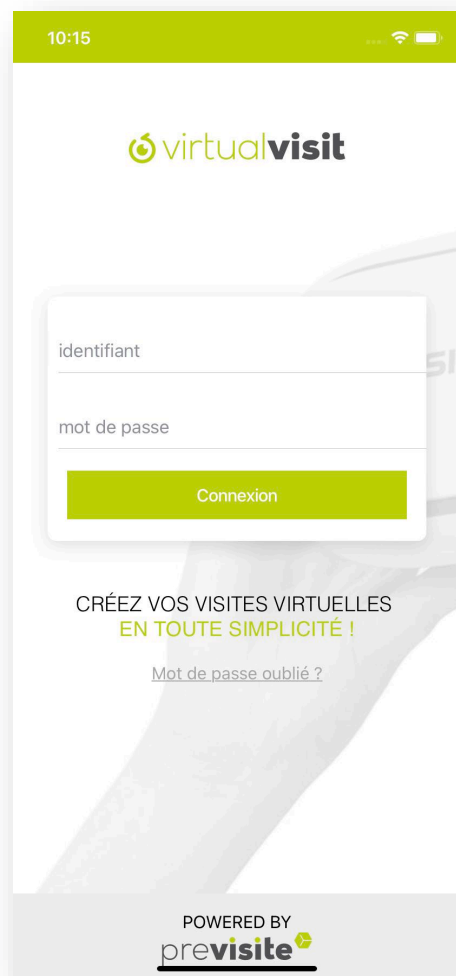 10:15
virtualvisit
identifiant
mot de passe
Connexion
CRÉEZ VOS VISITES VIRTUELLES
EN TOUTE SIMPLICITÉ !
Mot de passe oublié ?
POWERED BY
previsite